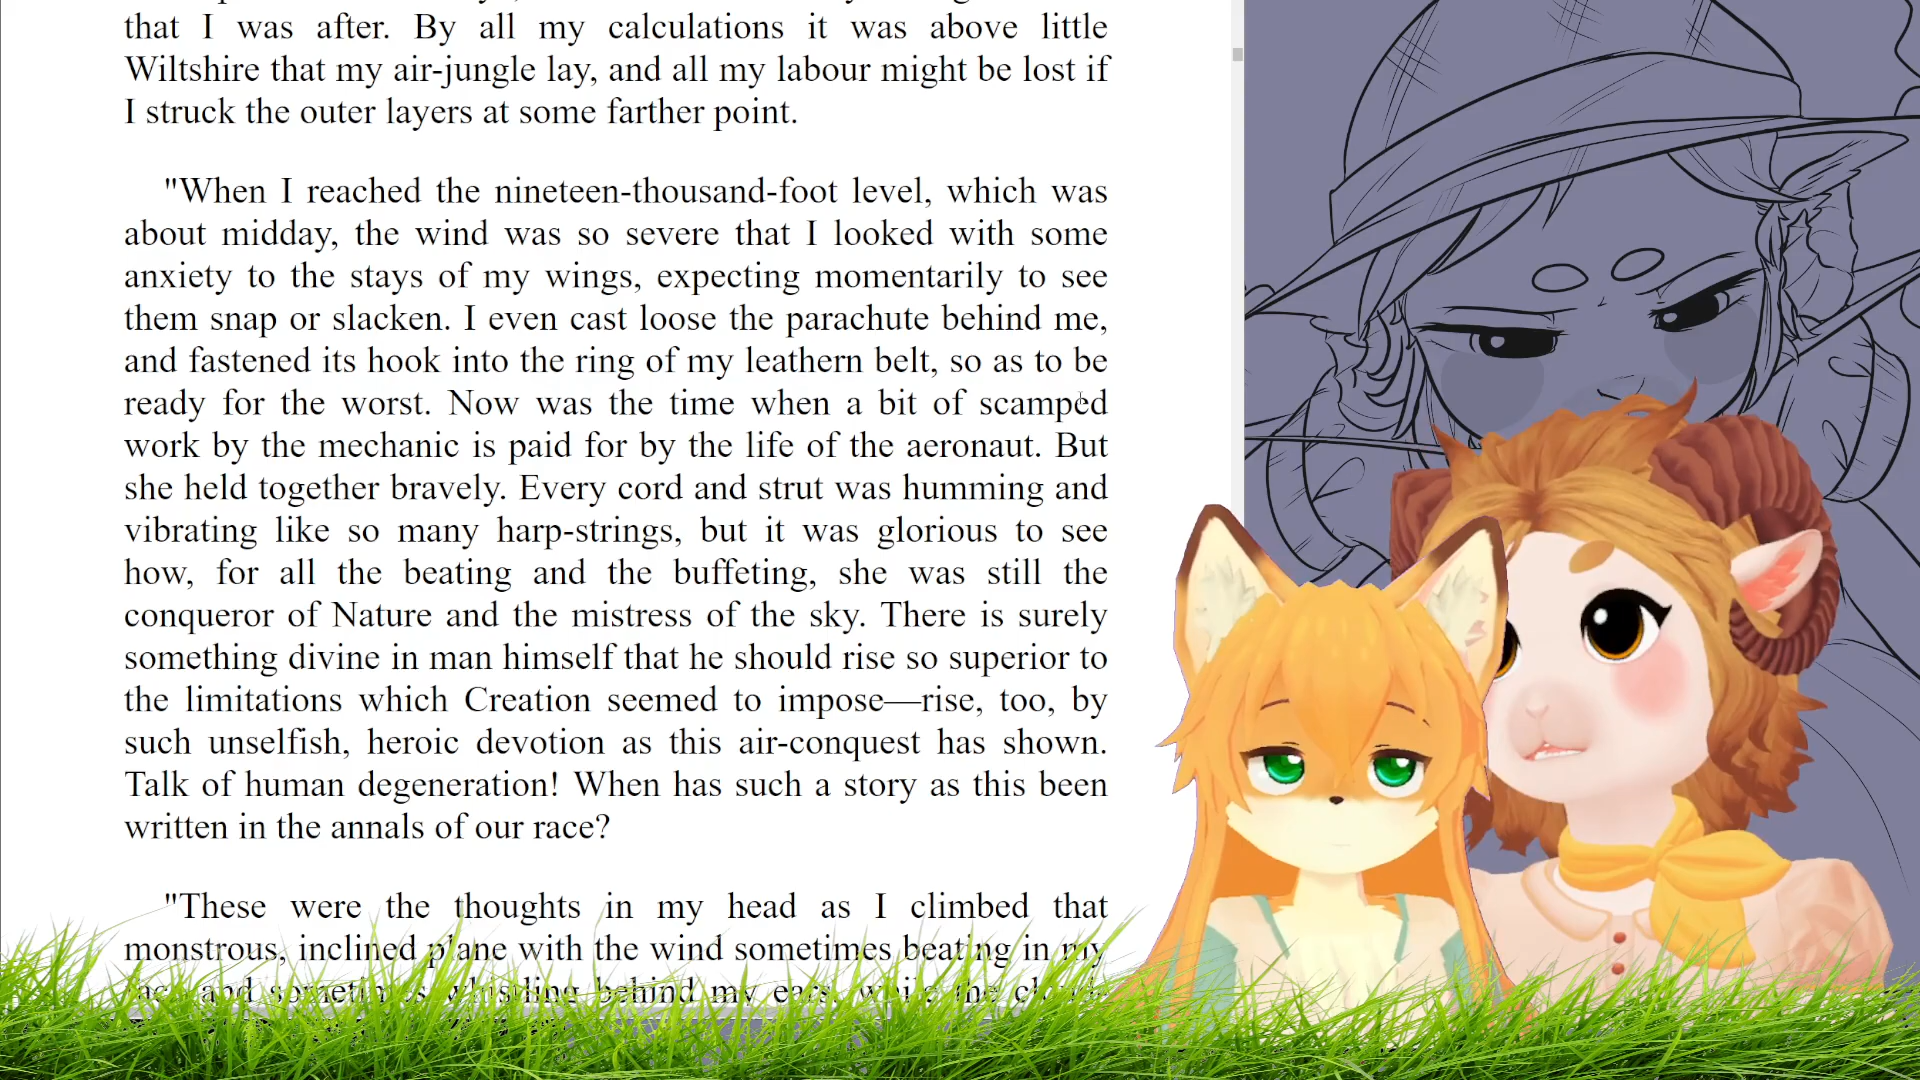 that I was after. By all my calculations it was above little
Wiltshire that my air-jungle lay, and all my labour might be lost if
I struck the outer layers at some farther point.
"When I reached the nineteen-thousand-foot level, which was
about midday, the wind was so severe that I looked with some
anxiety to the stays of my wings, expecting momentarily to see
them snap or slacken. I even cast loose the parachute behind me,
and fastened its hook into the ring of my leathern belt, so as to be
ready for the worst. Now was the time when a bit of scamped
work by the mechanic is paid for by the life of the aeronaut. But
she held together bravely. Every cord and strut was humming and
vibrating like so many harp-strings, but it was glorious to see
how, for all the beating and the buffeting, she was still the
conqueror of Nature and the mistress of the sky. There is surely
something divine in man himself that he should rise so superior to
the limitations which Creation seemed to impose—rise, too, by
such unselfish, heroic devotion as this air-conquest has shown.
Talk of human degeneration! When has such a story as this been
written in the annals of our race?
"These were the thoughts in my head as I climbed that
monstrous, inclined plane with the wind sometimes beating in my
face and sometimes whistling behind my ears, while the